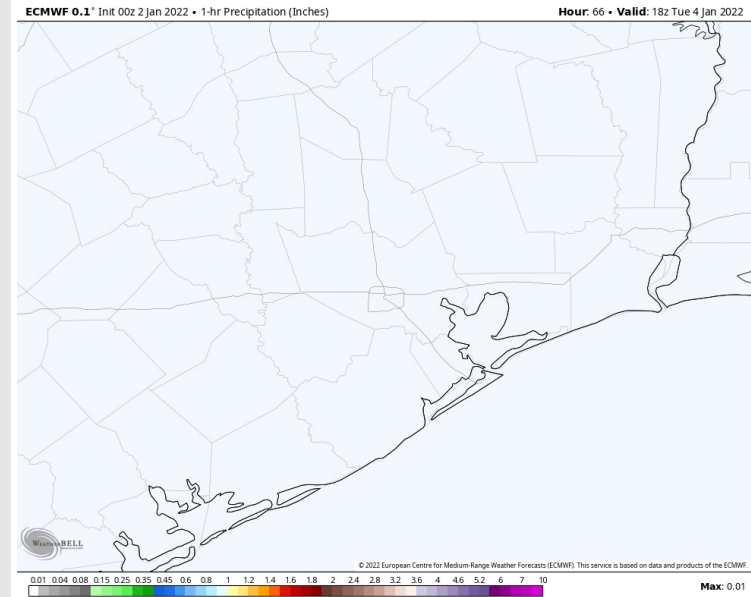 ECMWF 0.1° Init 00z 2 Jan 2022 • 1-hr Precipitation (Inches) Hour: 66 • Valid: 18z Tue 4 Jan 2022
WeatherBELL
© 2022 European Centre for Medium-Range Weather Forecasts (ECMWF). This service is based on data and products of the ECMWF.
0.01 0.04 0.08 0.15 0.25 0.35 0.45 0.6 0.8 1 1.2 1.4 1.6 1.8 2 2.4 2.8 3.2 3.6 4 4.6 5.2 6 7 10 Max: 0.01